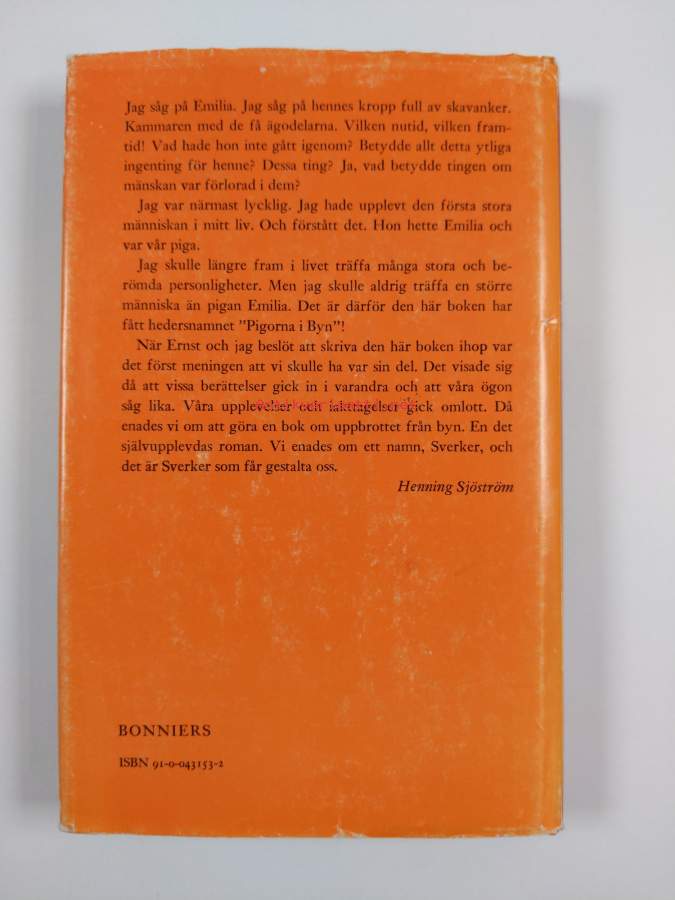 Jag såg på Emilia. Jag såg på hennes kropp full av skavanker.
Kammaren med de få ägodelarna. Vilken nutid, vilken fram-
tid! Vad hade hon inte gått igenom? Betydde allt detta ytliga
ingenting för henne? Dessa ting? Ja, vad betydde tingen om
mänskan var förlorad i dem?
Jag var närmast lycklig. Jag hade upplevt den första stora
människan i mitt liv. Och förstått det. Hon hette Emilia och
var vår piga.
Jag skulle längre fram i livet träffa många stora och be-
römda personligheter. Men jag skulle aldrig träffa en större
människa än pigan Emilia. Det är därför den här boken har
fått hedersnamnet "Pigorna i Byn"!
När Ernst och jag beslöt att skriva den här boken ihop var
det först meningen att vi skulle ha var sin del. Det visade sig
då att vissa berättelser gick in i varandra och att våra ögon
såg lika. Våra upplevelser och iakttagelser gick omlott. Då
enades vi om att göra en bok om uppbrottet från byn. En det
självupplevdas roman. Vi enades om ett namn, Sverker, och
det är Sverker som får gestalta oss.
Henning Sjöström
BONNIERS
ISBN 91-0-043153-2